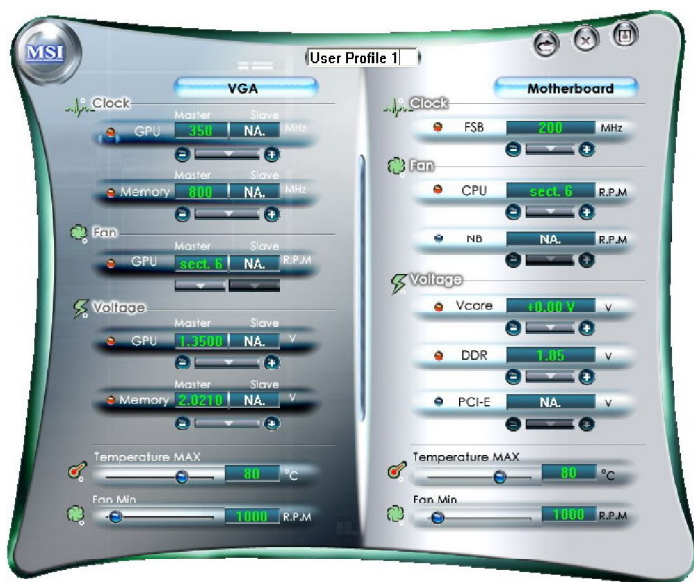 MSI
User Profile 1
VGA
Clock
Master Slave
GPU 350 NA. MHz
Master Slave
Memory 800 NA. MHz
Fan
Master Slave
GPU sect. 6 NA. R.P.M
Voltage
Master Slave
GPU 1.3500 NA. V
Master Slave
Memory 2.0210 NA. V
Temperature MAX
80 °C
Fan Min
1000 R.P.M
Motherboard
Clock
FSB 200 MHz
Fan
CPU sect. 6 R.P.M
NB NA. R.P.M
Voltage
Vcore +0.00 V V
DDR 1.85 V
PCI-E NA. V
Temperature MAX
80 °C
Fan Min
1000 R.P.M